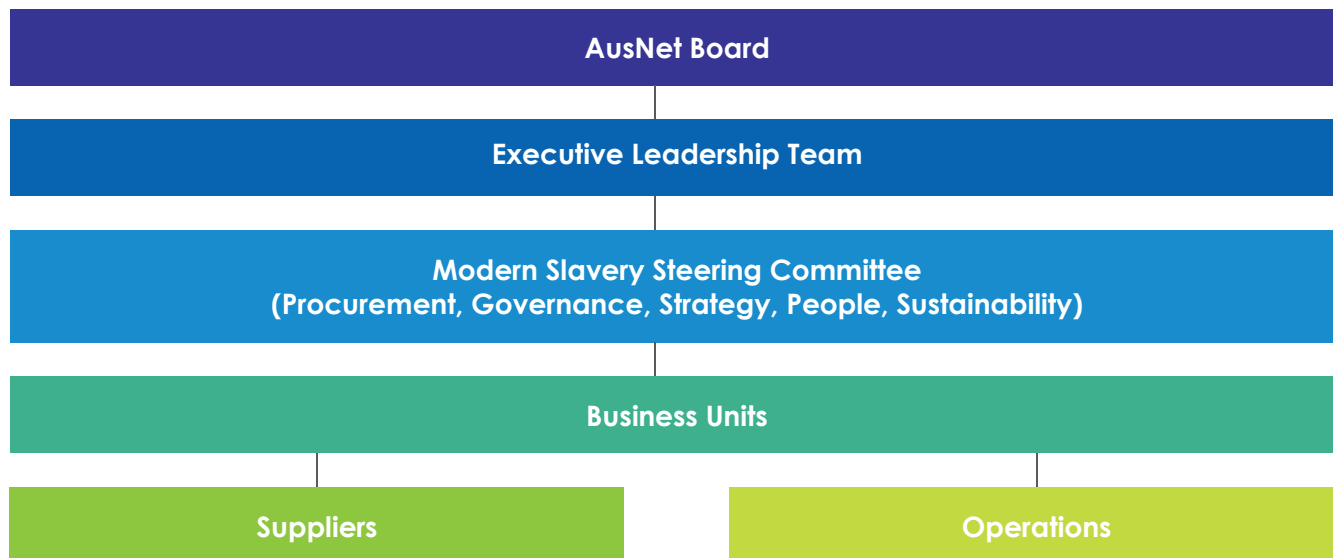 AusNet Board
Executive Leadership Team
Modern Slavery Steering Committee
(Procurement, Governance, Strategy, People, Sustainability)
Business Units
Suppliers
Operations